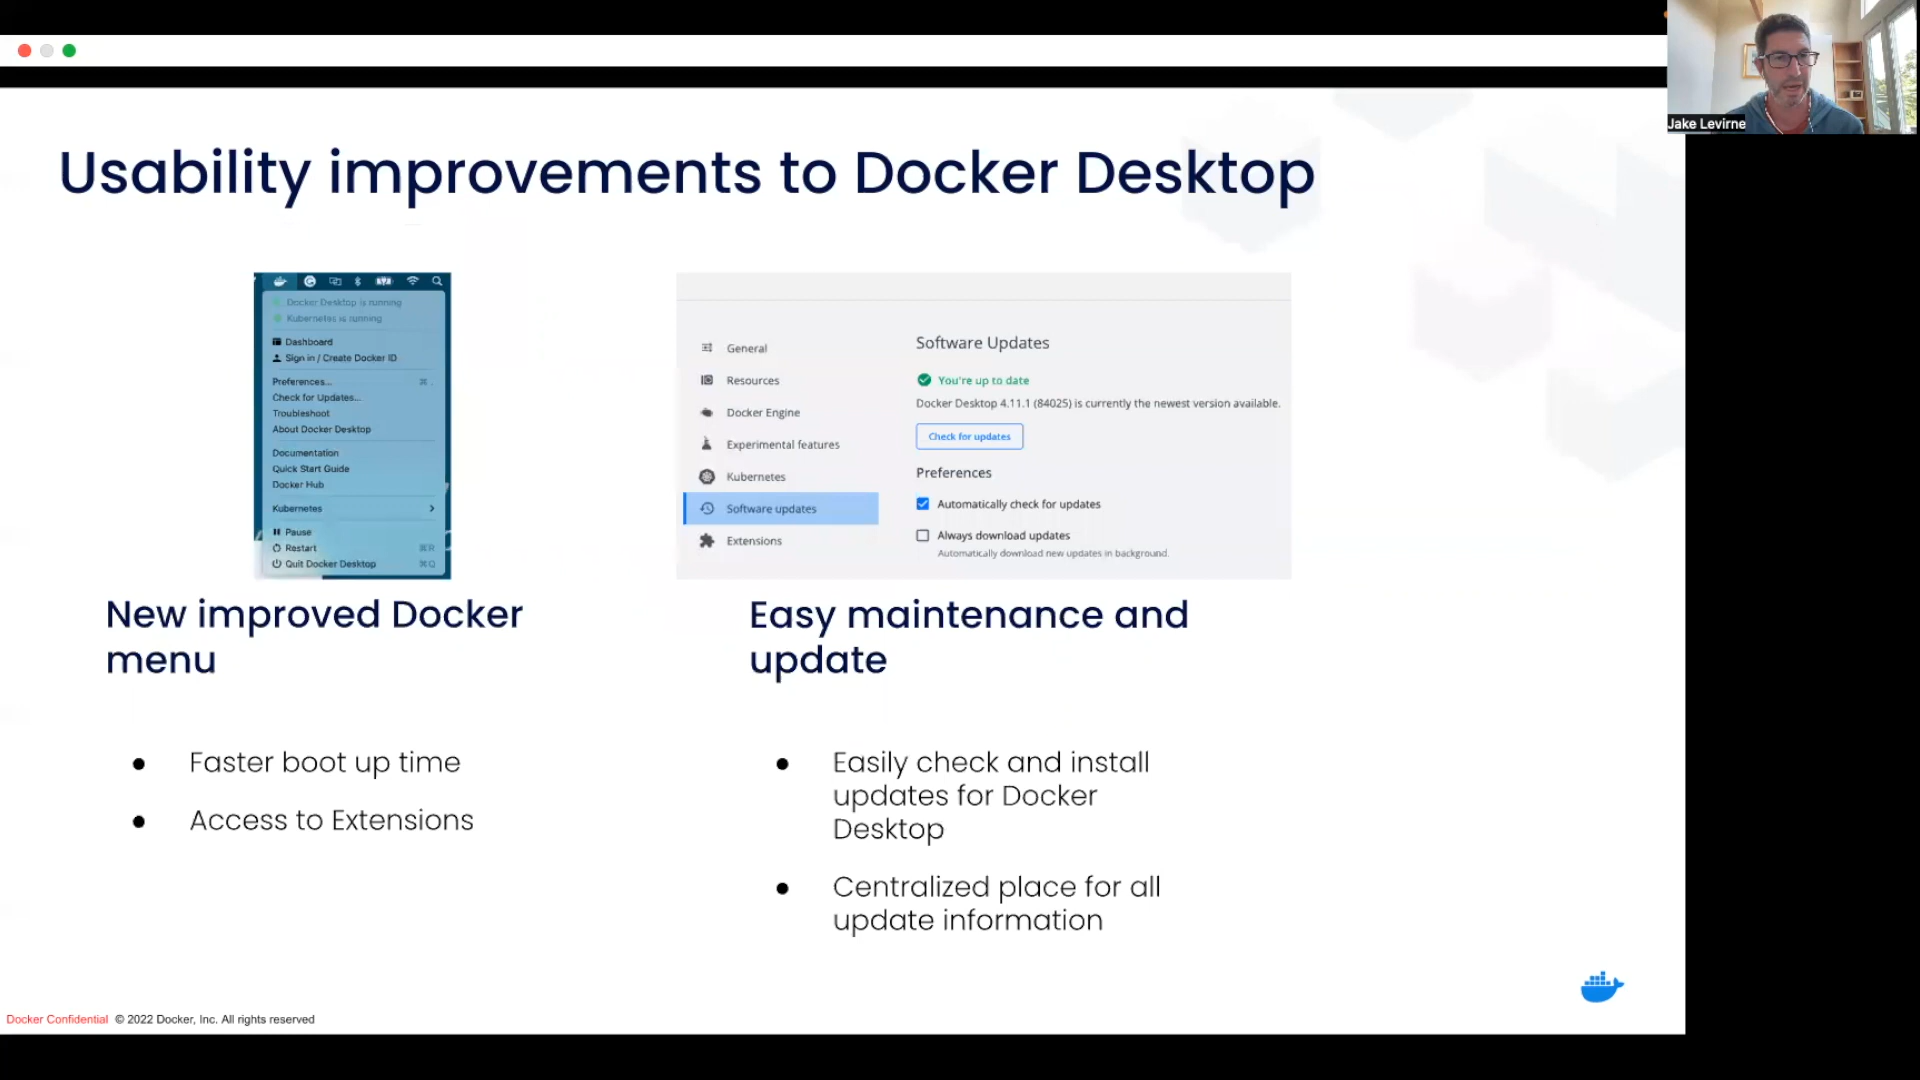 Jake Levirne
Usability improvements to Docker Desktop
Docker Desktop is running
Kubernetes is running
Dashboard
Sign in / Create Docker ID
Preferences... ⌘ ,
Check for Updates...
Troubleshoot
About Docker Desktop
Documentation
Quick Start Guide
Docker Hub
Kubernetes
Pause
Restart ⌘R
Quit Docker Desktop ⌘Q
General
Resources
Docker Engine
Experimental features
Kubernetes
Software updates
Extensions
Software Updates
You're up to date
Docker Desktop 4.11.1 (84025) is currently the newest version available.
Check for updates
Preferences
Automatically check for updates
Always download updates
Automatically download new updates in background.
New improved Docker
menu
• Faster boot up time
• Access to Extensions
Easy maintenance and
update
• Easily check and install
updates for Docker
Desktop
• Centralized place for all
update information
Docker Confidential © 2022 Docker, Inc. All rights reserved